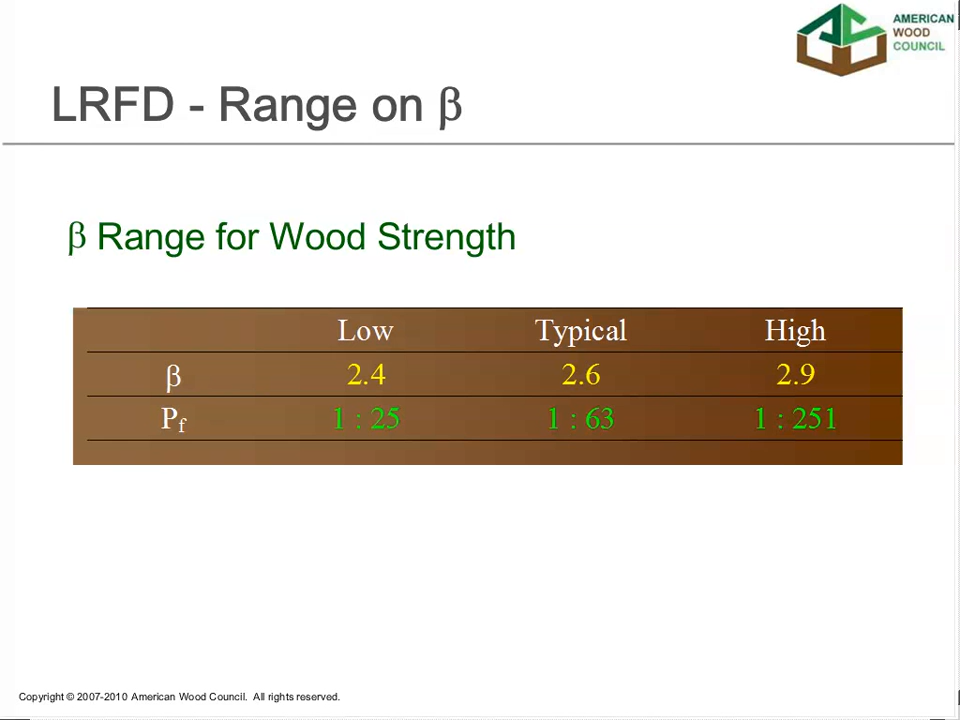 AMERICAN
WOOD
COUNCIL
LRFD - Range on β
β Range for Wood Strength
Low Typical High
β 2.4 2.6 2.9
Pf 1 : 25 1 : 63 1 : 251
Copyright © 2007-2010 American Wood Council. All rights reserved.